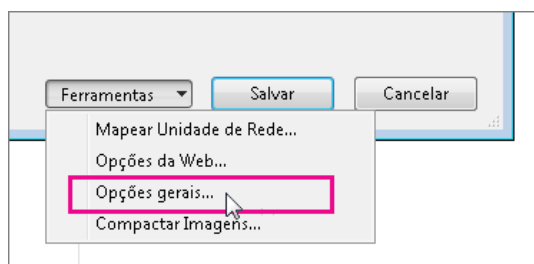 Ferramentas Salvar Cancelar
Mapear Unidade de Rede...
Opções da Web...
Opções gerais...
Compactar Imagens...